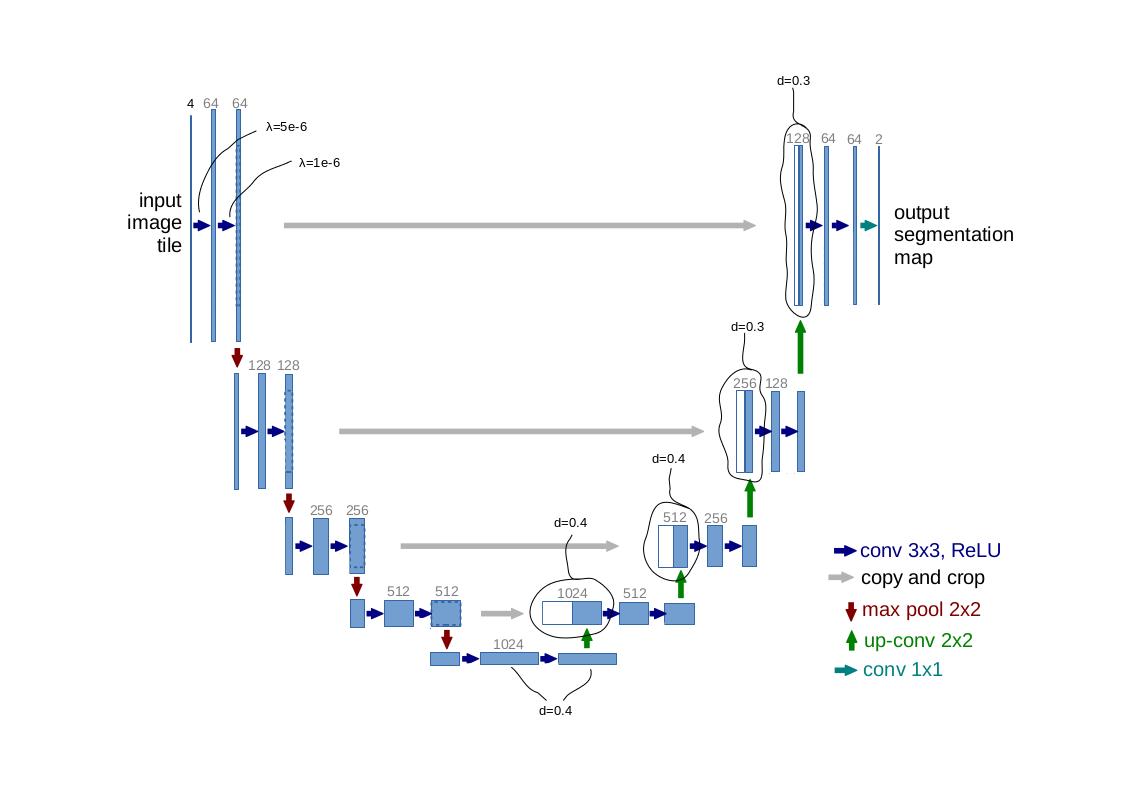 d=0.3
4 64 64
λ=5e-6
128 64 64 2
λ=1e-6
input
image
tile
output
segmentation
map
d=0.3
128 128
256 128
d=0.4
256 256
d=0.4
512 256
conv 3x3, ReLU
copy and crop
512 512
1024 512
max pool 2x2
up-conv 2x2
1024
conv 1x1
d=0.4